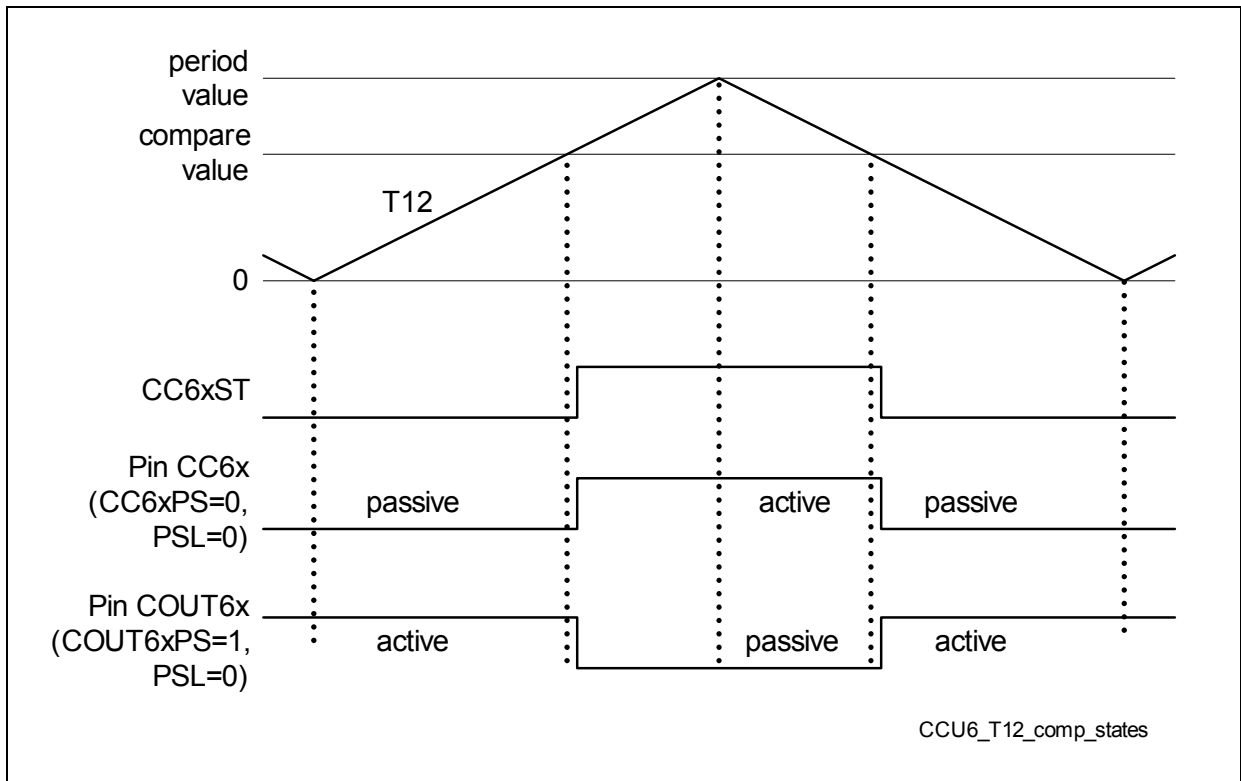 period
value
compare
value
T12
0
CC6xST
Pin CC6x
(CC6xPS=0,
PSL=0)
passive
active
passive
Pin COUT6x
(COUT6xPS=1,
PSL=0)
active
passive
active
CCU6_T12_comp_states